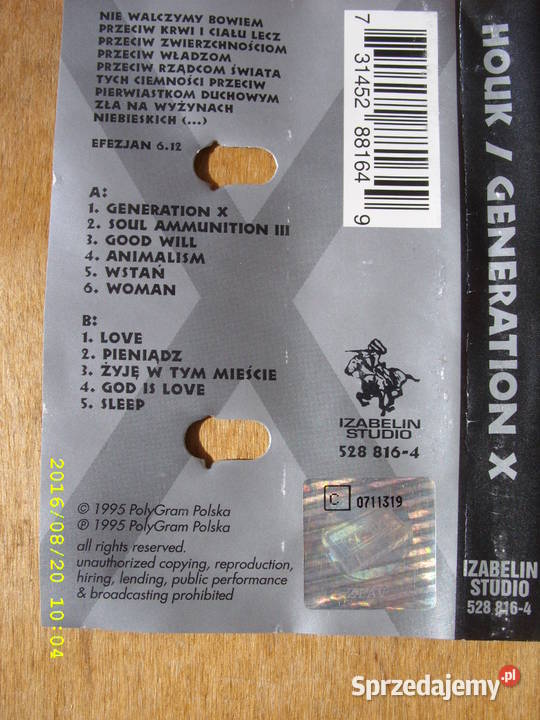 NIE WALCZYMY BOWIEM
PRZECIW KRWI I CIAŁU LECZ
PRZECIW ZWIERZCHNOŚCIOM
PRZECIW WŁADZOM
PRZECIW RZĄDCOM ŚWIATA
TYCH CIEMNOŚCI PRZECIW
PIERWIASTKOM DUCHOWYM
ZŁA NA WYŻYNACH
NIEBIESKICH (...)
EFEZJAN 6.12
A:
1. GENERATION X
2. SOUL AMMUNITION III
3. GOOD WILL
4. ANIMALISM
5. WSTAŃ
6. WOMAN
B:
1. LOVE
2. PIENIĄDZ
3. ŻYJĘ W TYM MIEŚCIE
4. GOD IS LOVE
5. SLEEP
© 1995 PolyGram Polska
℗ 1995 PolyGram Polska
all rights reserved.
unauthorized copying, reproduction,
hiring, lending, public performance
& broadcasting prohibited
7 31452 88164 9
IZABELIN
STUDIO
528 816-4
C 0711319
HOUK / GENERATION X
IZABELIN
STUDIO
528 816-4
2016/08/20 10:04
Sprzedajemy.pl